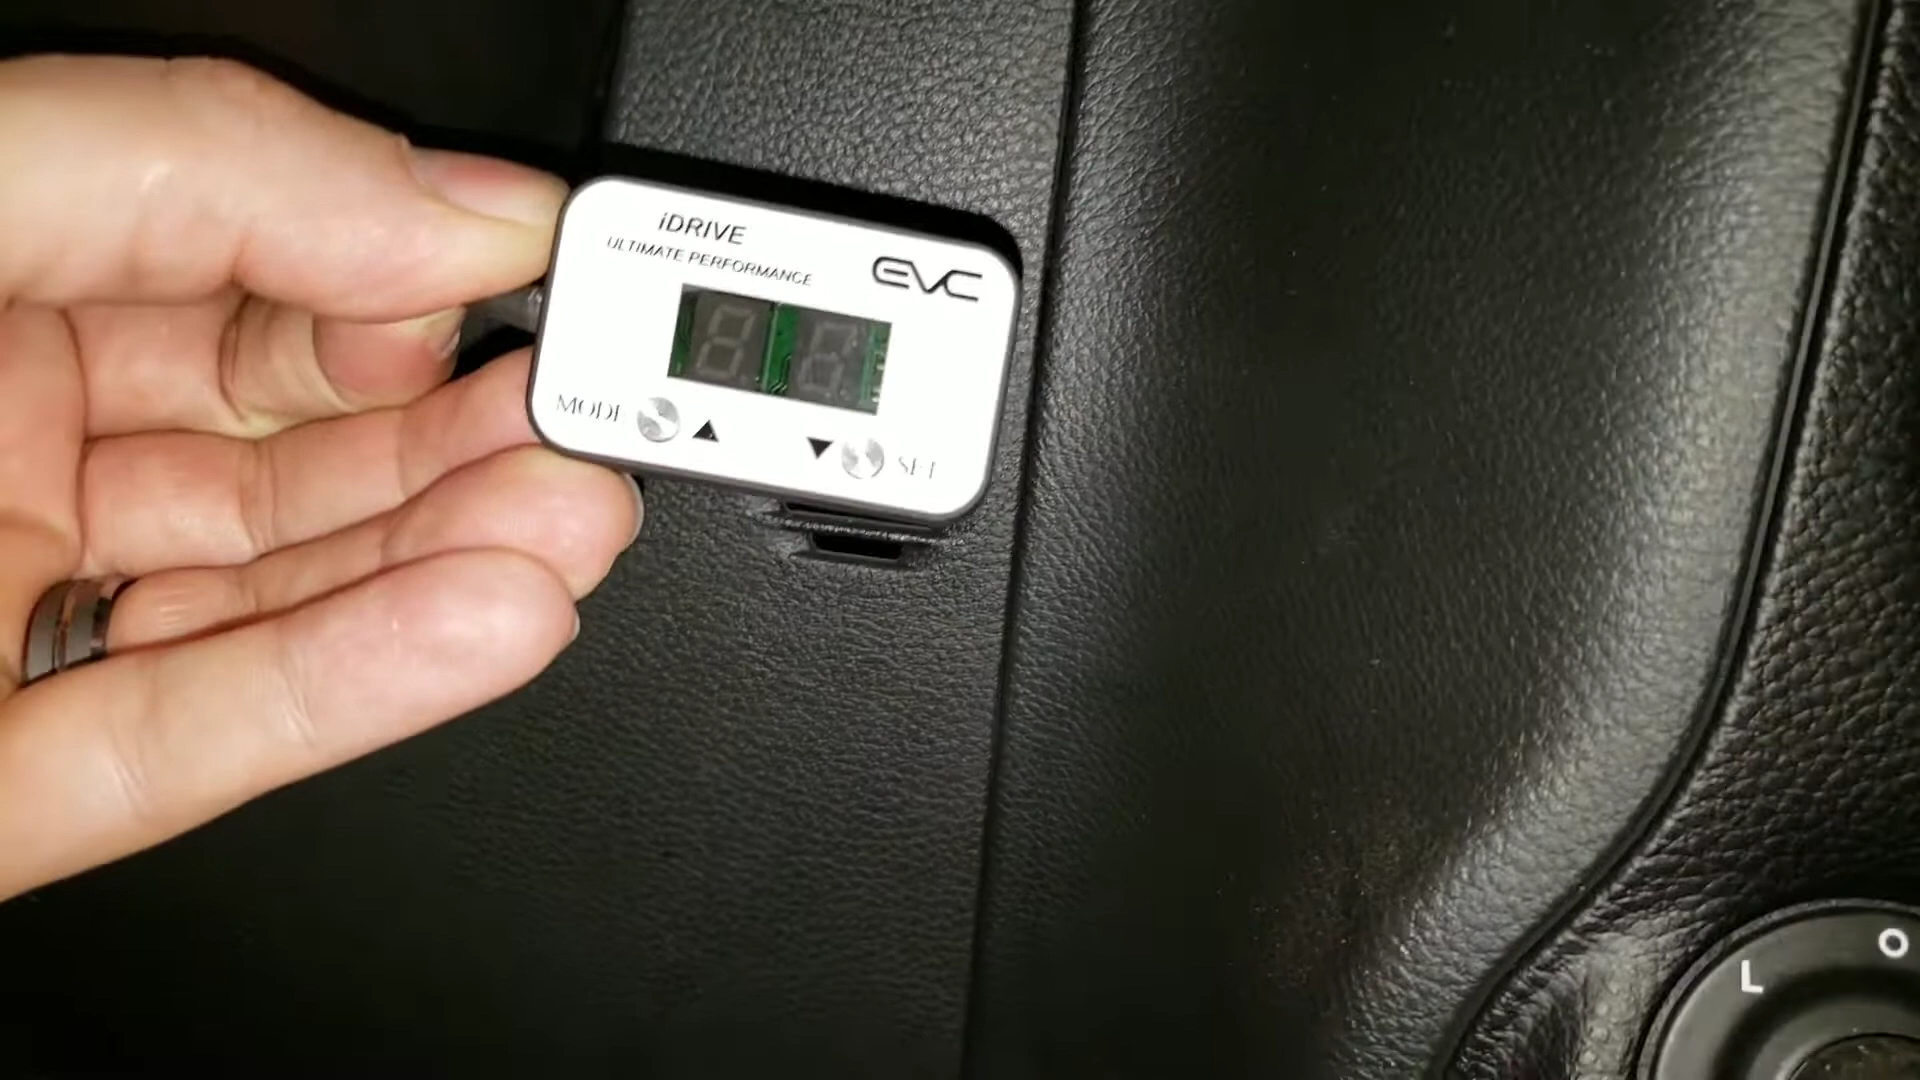 iDRIVE
ULTIMATE PERFORMANCE
EVC
MODE ▲
▼ SET
L O